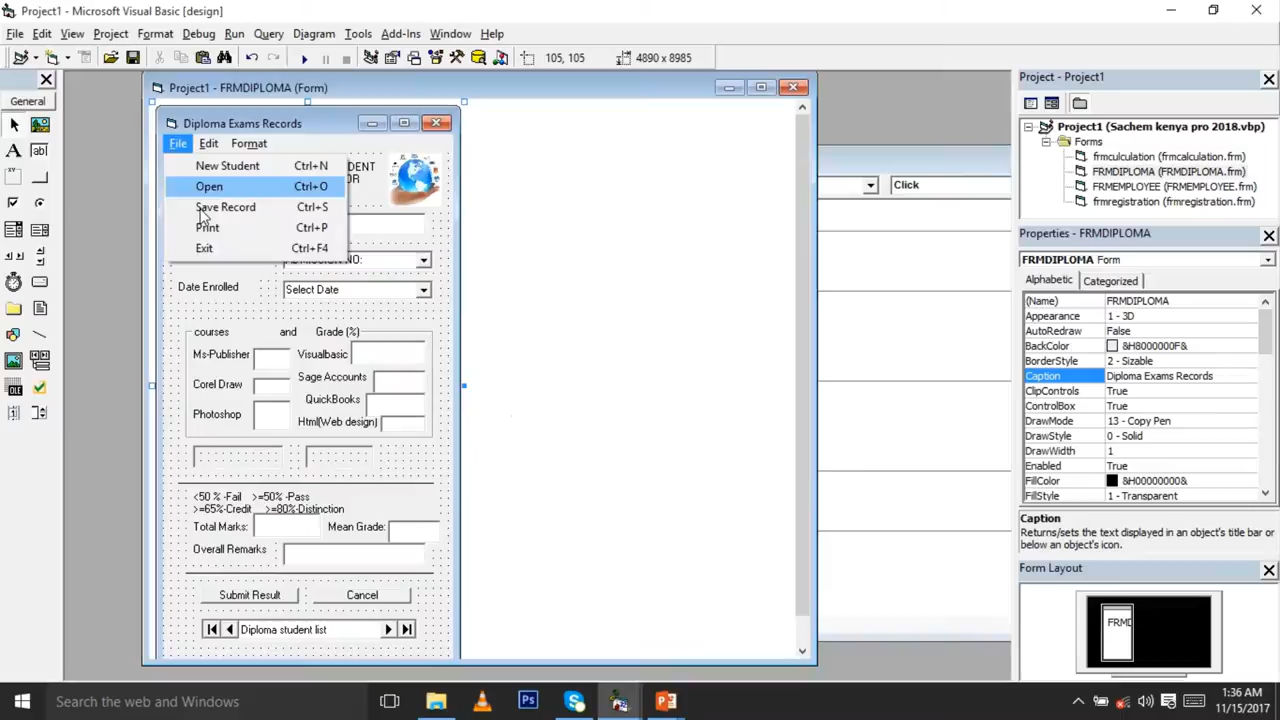 Project1 - Microsoft Visual Basic [design]
File Edit View Project Format Debug Run Query Diagram Tools Add-Ins Window Help
105, 105 4890 x 8985
General
Project1 - FRMDIPLOMA (Form)
Diploma Exams Records
File Edit Format
New Student Ctrl+N
Open Ctrl+O
Save Record Ctrl+S
Print Ctrl+P
Exit Ctrl+F4
Date Enrolled Select Date
courses and Grade (%)
Ms-Publisher Visualbasic
Corel Draw Sage Accounts
QuickBooks
Photoshop Html(Web design)
<50 % -Fail >=50% -Pass
>=65%-Credit >=80%-Distinction
Total Marks: Mean Grade:
Overall Remarks
Submit Result Cancel
Diploma student list
Click
Project - Project1
Project1 (Sachem kenya pro 2018.vbp)
Forms
frmcalculation (frmcalculation.frm)
FRMDIPLOMA (FRMDIPLOMA.frm)
FRMEMPLOYEE (FRMEMPLOYEE.frm)
frmregistration (frmregistration.frm)
Properties - FRMDIPLOMA
FRMDIPLOMA Form
Alphabetic Categorized
(Name) FRMDIPLOMA
Appearance 1 - 3D
AutoRedraw False
BackColor &H8000000F&
BorderStyle 2 - Sizable
Caption Diploma Exams Records
ClipControls True
ControlBox True
DrawMode 13 - Copy Pen
DrawStyle 0 - Solid
DrawWidth 1
Enabled True
FillColor &H00000000&
FillStyle 1 - Transparent
Caption
Returns/sets the text displayed in an object's title bar or
below an object's icon.
Form Layout
FRMD
Search the web and Windows
1:36 AM
11/15/2017